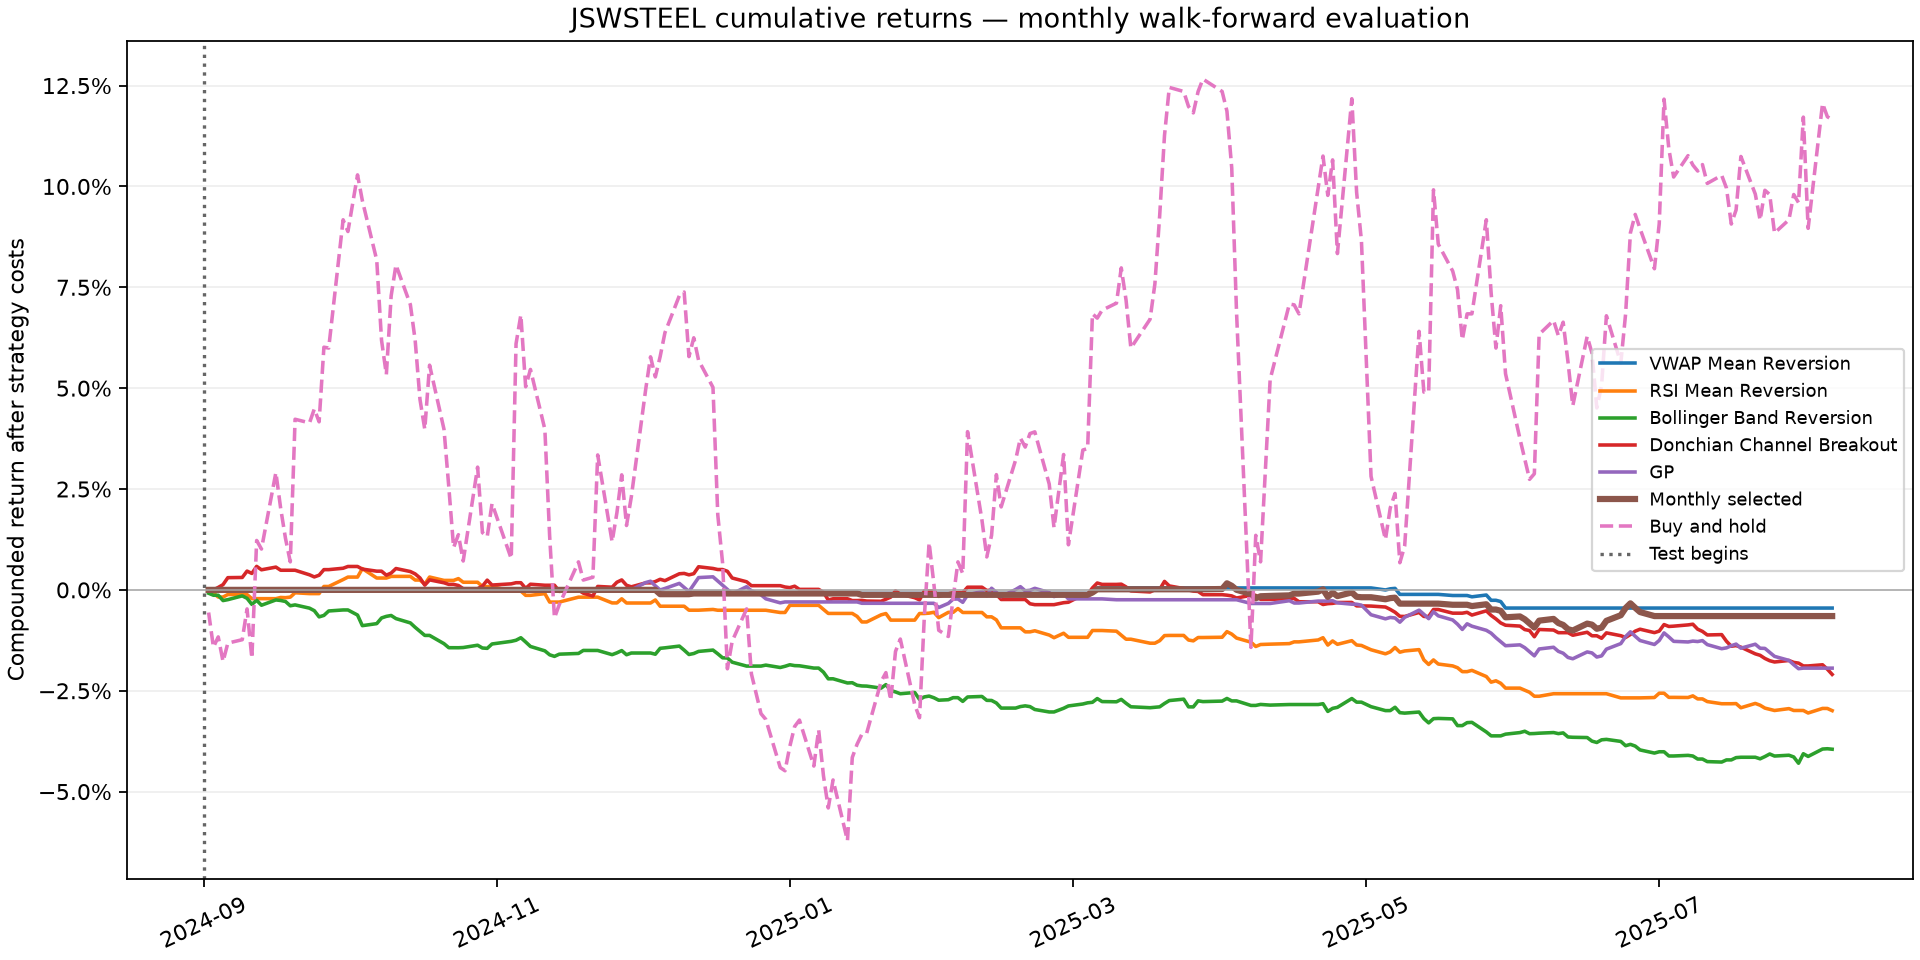 JSWSTEEL cumulative returns — monthly walk-forward evaluation
Compounded return after strategy costs
12.5%
10.0%
7.5%
5.0%
2.5%
0.0%
−2.5%
−5.0%
VWAP Mean Reversion
RSI Mean Reversion
Bollinger Band Reversion
Donchian Channel Breakout
GP
Monthly selected
Buy and hold
Test begins
2024-09
2024-11
2025-01
2025-03
2025-05
2025-07